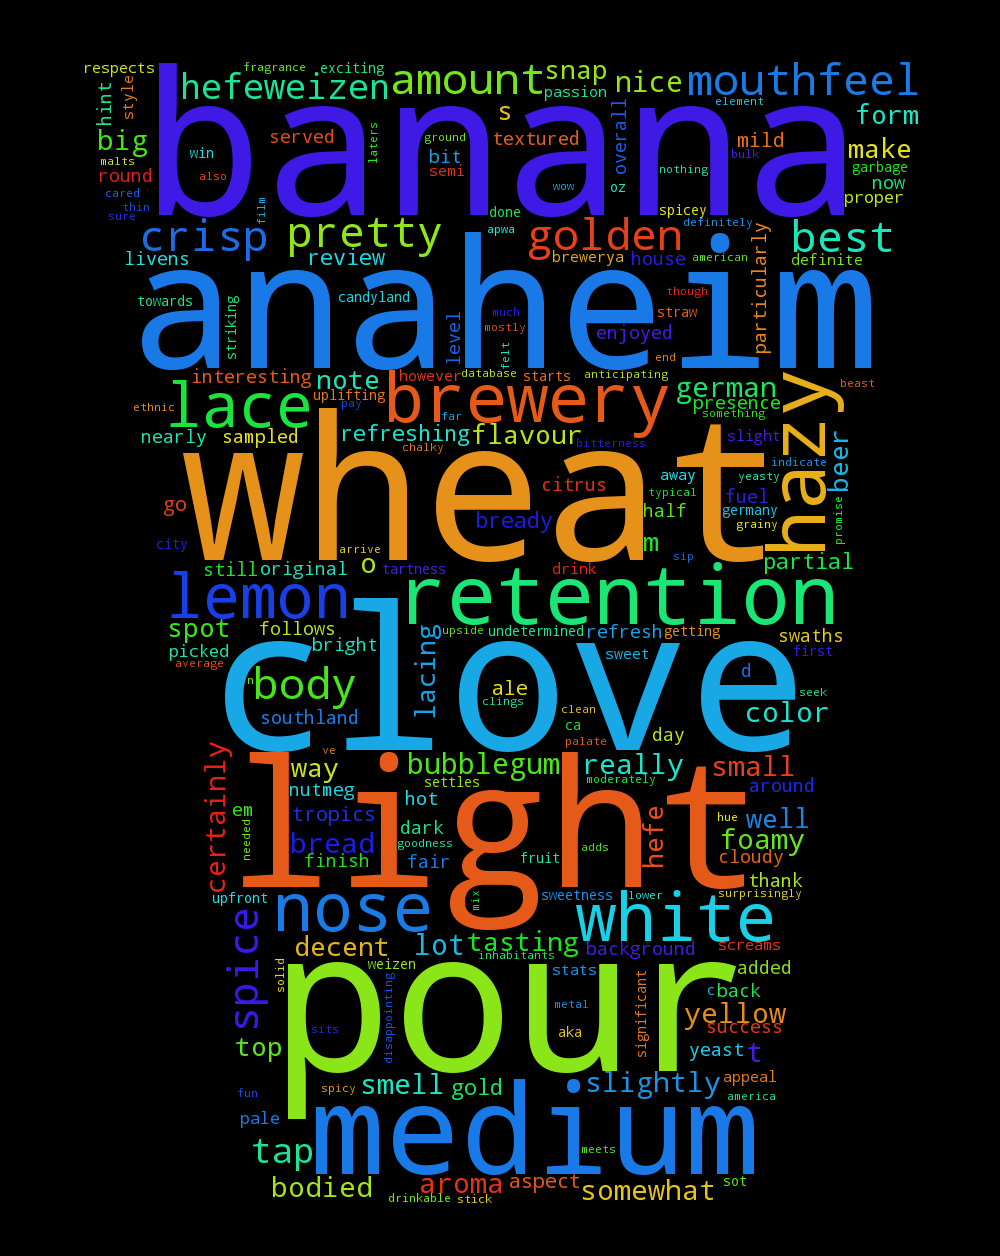 respects
fragrance
exciting
hefeweizen
amount
snap
nice
mouthfeel
hint
style
passion
element
s
form
banana
big
served
laters
ground
textured
overall
mild
make
win
bit
bulk
malts
round
also
semi
wow
oz
nothing
garbage
now
cared
proper
thin
sure
film
done
spicey
definitely
crisp
pretty
apwa
golden
best
livens
review
brewerya
house
american
particularly
definite
anaheim
towards
striking
candyland
level
much
mostly
though
straw
enjoyed
felt
end
interesting
note
however
database
starts
anticipating
german
beast
lace
uplifting
brewery
presence
ethnic
pay
far
something
hazy
nearly
sampled
refreshing
flavour
bitterness
slight
beer
chalky
indicate
wheat
citrus
away
yeasty
typical
fuel
go
bready
half
germany
promise
grainy
city
arrive
m
sip
partial
still
original
o
tartness
drink
lemon
retention
spot
follows
lacing
upside
undetermined
refresh
getting
swaths
picked
bright
sweet
first
average
clove
n
body
ale
d
clings
seek
southland
clean
color
ca
day
palate
certainly
ve
way
bubblegum
really
small
settles
moderately
nutmeg
hot
around
light
em
tropics
hue
well
needed
dark
hefe
bread
goodness
adds
foamy
finish
fair
fruit
cloudy
thank
upfront
mix
sweetness
lower
surprisingly
nose
white
spice
decent
lot
tasting
background
screams
inhabitants
solid
weizen
stats
added
disappointing
significant
pour
metal
c
back
yellow
sits
aka
success
top
yeast
t
smell
gold
slightly
appeal
fun
spicy
america
pale
medium
tap
meets
bodied
aroma
aspect
somewhat
sot
drinkable
stick